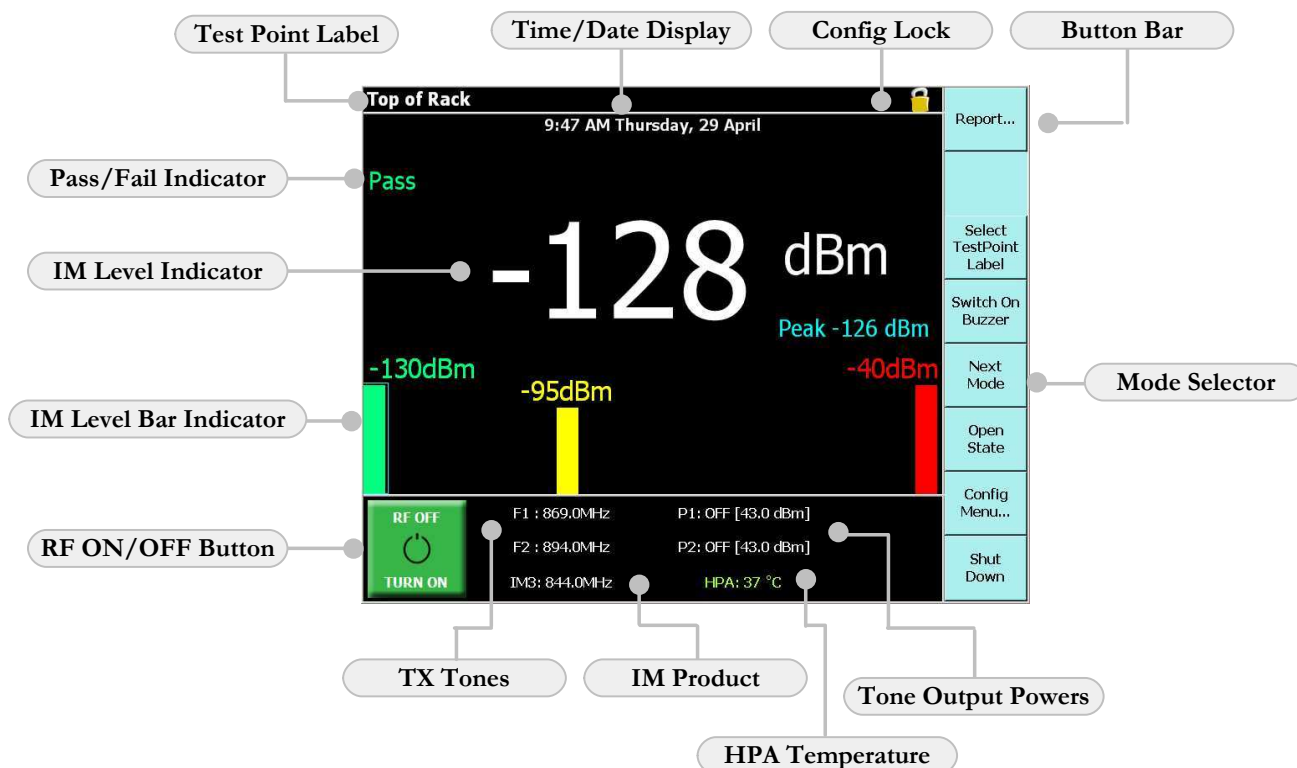 Test Point Label
Time/Date Display
Config Lock
Button Bar
Top of Rack
9:47 AM Thursday, 29 April
Report...
Pass/Fail Indicator
Pass
IM Level Indicator
-128 dBm
Peak -126 dBm
Select
TestPoint
Label
Switch On
Buzzer
Next
Mode
Mode Selector
Open
State
Config
Menu...
Shut
Down
-130dBm
-95dBm
-40dBm
IM Level Bar Indicator
RF ON/OFF Button
RF OFF
TURN ON
F1 : 869.0MHz
P1: OFF [43.0 dBm]
F2 : 894.0MHz
P2: OFF [43.0 dBm]
IM3: 844.0MHz
HPA: 37 °C
TX Tones
IM Product
Tone Output Powers
HPA Temperature